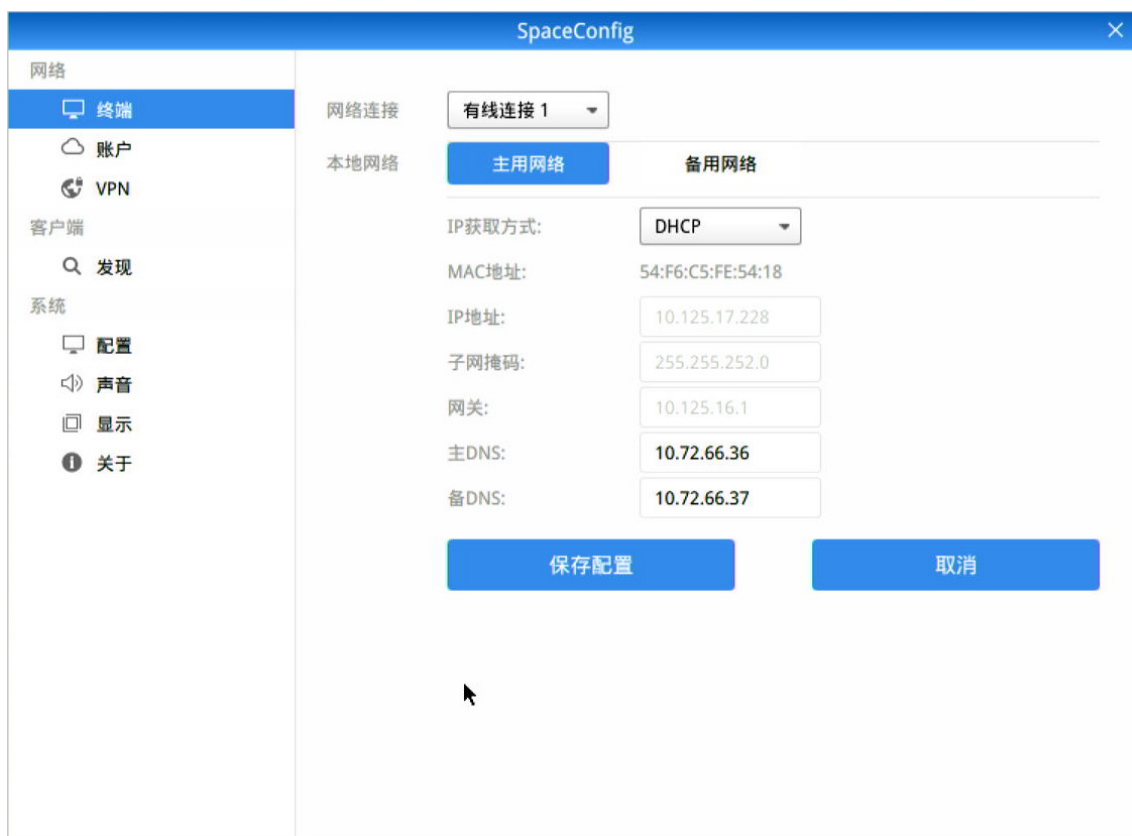 SpaceConfig
网络
终端
账户
VPN
客户端
发现
系统
配置
声音
显示
关于
网络连接
有线连接 1
本地网络
主用网络
备用网络
IP获取方式:
DHCP
MAC地址:
54:F6:C5:FE:54:18
IP地址:
10.125.17.228
子网掩码:
255.255.252.0
网关:
10.125.16.1
主DNS:
10.72.66.36
备DNS:
10.72.66.37
保存配置
取消